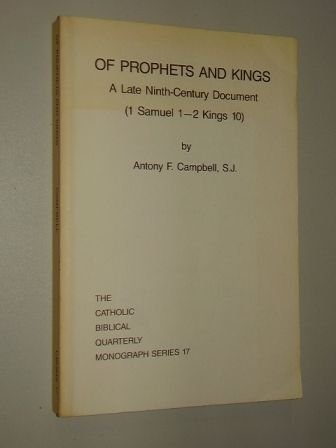 OF PROPHETS AND KINGS
A Late Ninth-Century Document
(1 Samuel 1—2 Kings 10)
by
Antony F. Campbell, S.J.
THE
CATHOLIC
BIBLICAL
QUARTERLY
MONOGRAPH SERIES 17